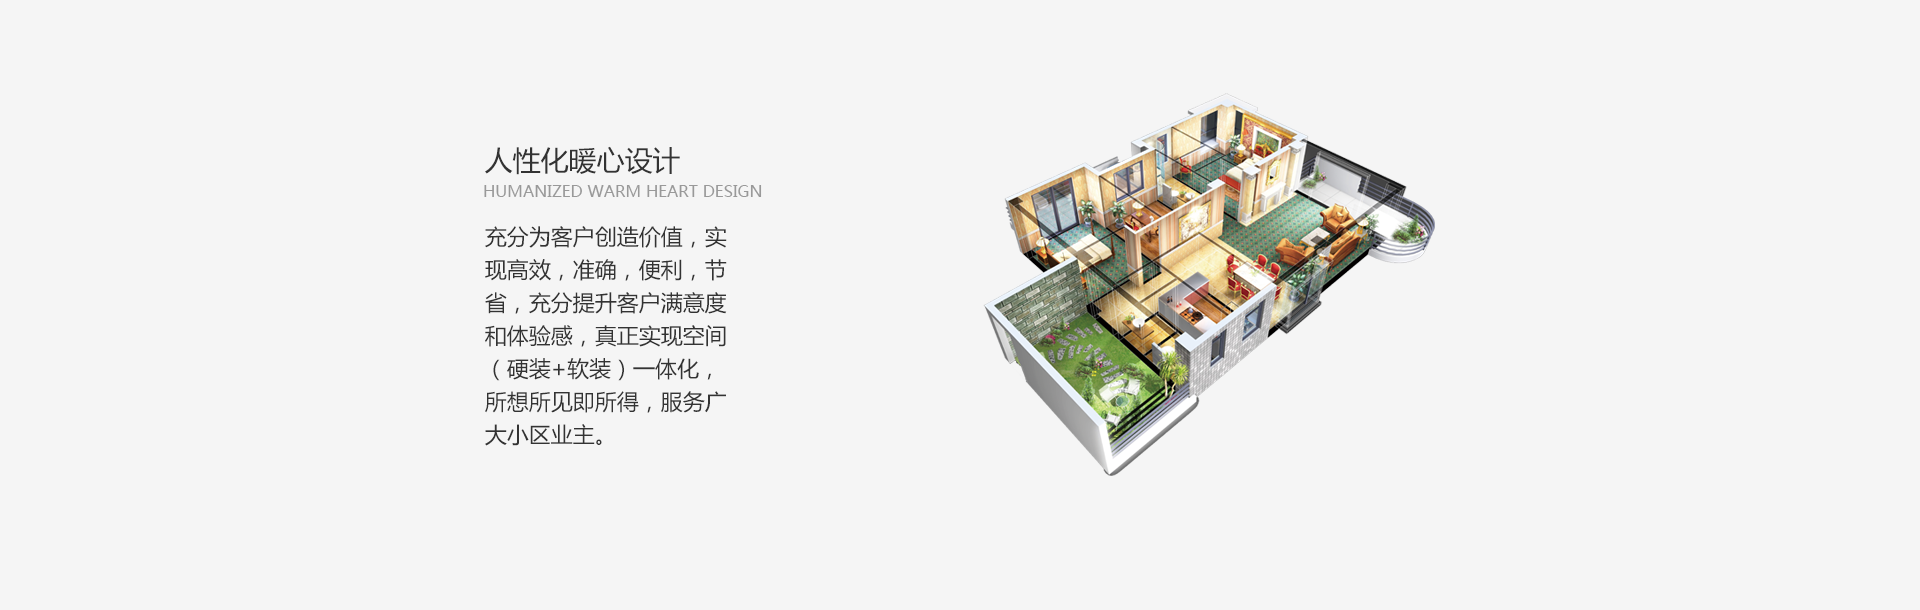 人性化暖心设计
HUMANIZED WARM HEART DESIGN
充分为客户创造价值，实
现高效，准确，便利，节
省，充分提升客户满意度
和体验感，真正实现空间
（硬装+软装）一体化，
所想所见即所得，服务广
大小区业主。